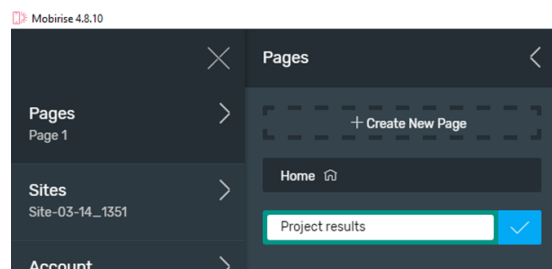 Mobirise 4.8.10
Pages
Page 1
Sites
Site-03-14_1351
Account
Pages
+ Create New Page
Home
Project results